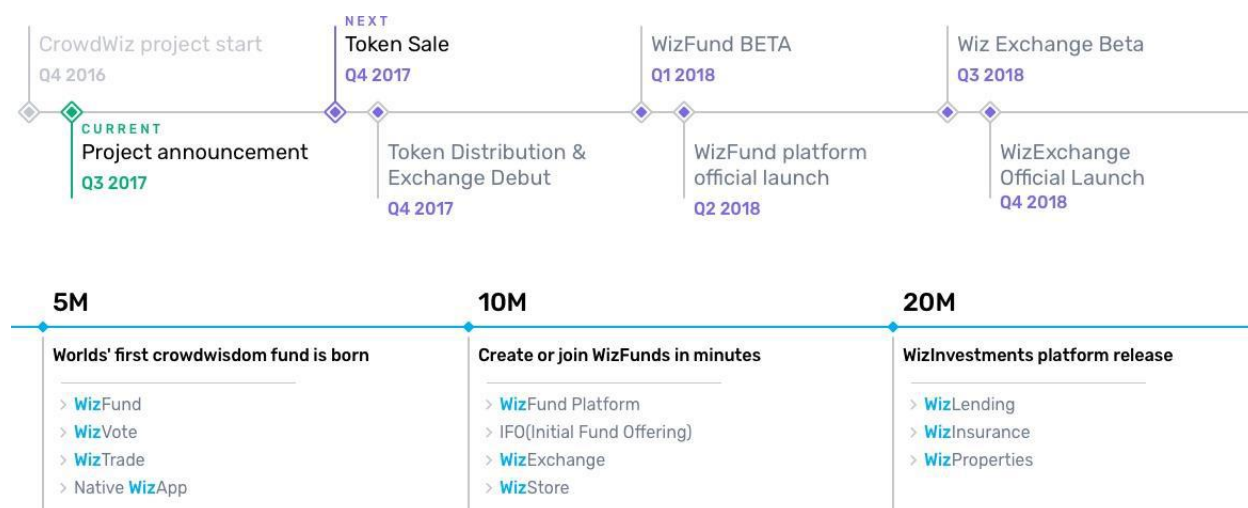 CrowdWiz project start
Q4 2016
CURRENT
Project announcement
Q3 2017
NEXT
Token Sale
Q4 2017
Token Distribution &
Exchange Debut
Q4 2017
WizFund BETA
Q1 2018
WizFund platform
official launch
Q2 2018
Wiz Exchange Beta
Q3 2018
WizExchange
Official Launch
Q4 2018
5M
Worlds' first crowdwisdom fund is born
> WizFund
> WizVote
> WizTrade
> Native WizApp
10M
Create or join WizFunds in minutes
> WizFund Platform
> IFO(Initial Fund Offering)
> WizExchange
> WizStore
20M
WizInvestments platform release
> WizLending
> WizInsurance
> WizProperties